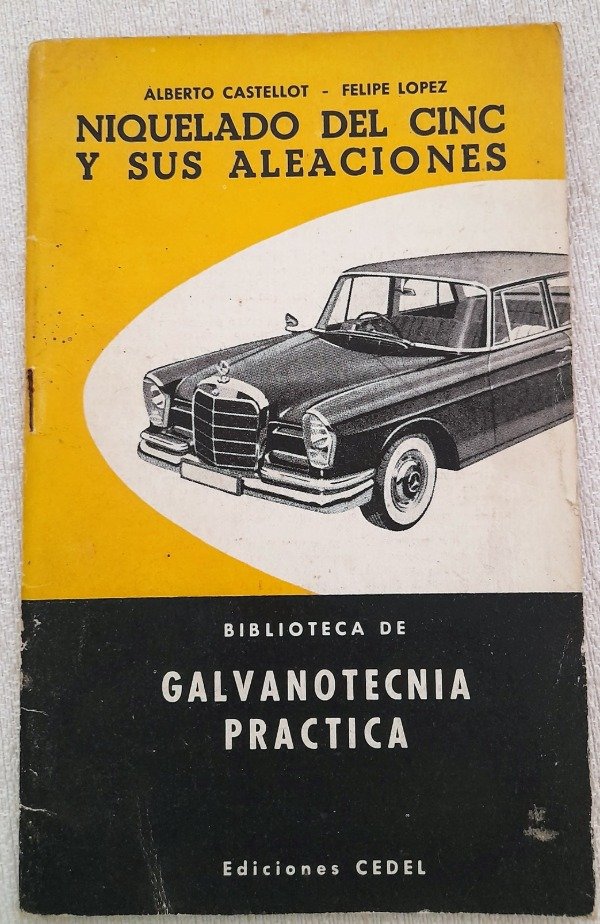 ALBERTO CASTELLOT - FELIPE LOPEZ
NIQUELADO DEL CINC
Y SUS ALEACIONES
BIBLIOTECA DE
GALVANOTECNIA
PRACTICA
Ediciones CEDEL